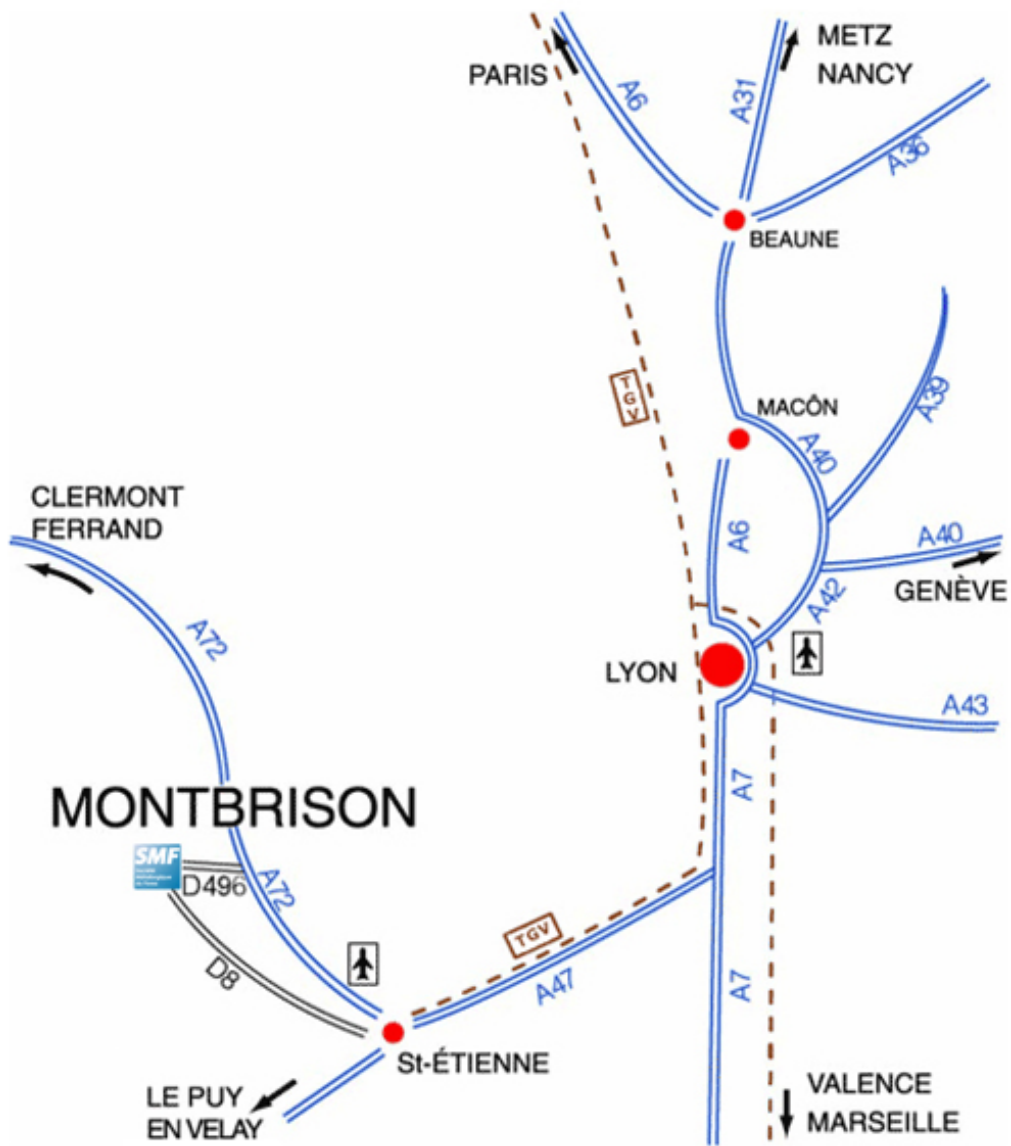 METZ
NANCY
PARIS
A6
A31
A36
BEAUNE
TGV
MACÔN
A39
A40
CLERMONT
FERRAND
A6
A40
GENÈVE
A42
A72
LYON
A43
A7
MONTBRISON
SMF
D496
A72
TGV
D8
A47
A7
St-ÉTIENNE
LE PUY
EN VELAY
VALENCE
MARSEILLE